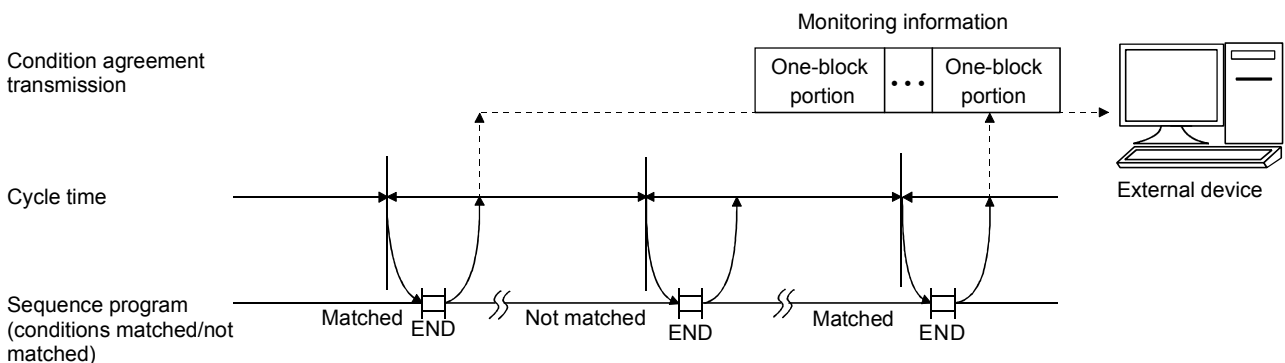 Monitoring information
Condition agreement
transmission
One-block
portion
• • •
One-block
portion
External device
Cycle time
Sequence program
(conditions matched/not
matched)
Matched
END
Not matched
END
Matched
END